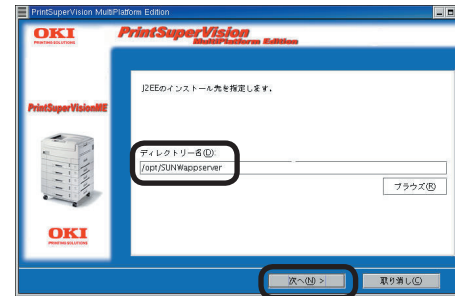 PrintSuperVision MultiPlatform Edition
OKI
PRINTING SOLUTIONS
PrintSuperVision
MultiPlatform Edition
J2EEのインストール先を指定します。
PrintSuperVisionME
ディレクトリー名(D):
/opt/SUNWappserver
ブラウズ(R)
OKI
PRINTING SOLUTIONS
次へ(N) >
取り消し(C)